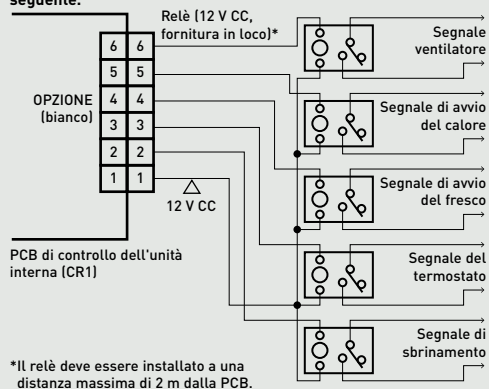 seguente:
Relè (12 V CC,
fornitura in loco)*
Segnale
ventilatore
6 6
5 5
OPZIONE
(bianco)
4 4
3 3
2 2
1 1
12 V CC
Segnale di avvio
del calore
Segnale di avvio
del fresco
PCB di controllo dell'unità
interna (CR1)
Segnale del
termostato
Segnale di
sbrinamento
*Il relè deve essere installato a una
distanza massima di 2 m dalla PCB.